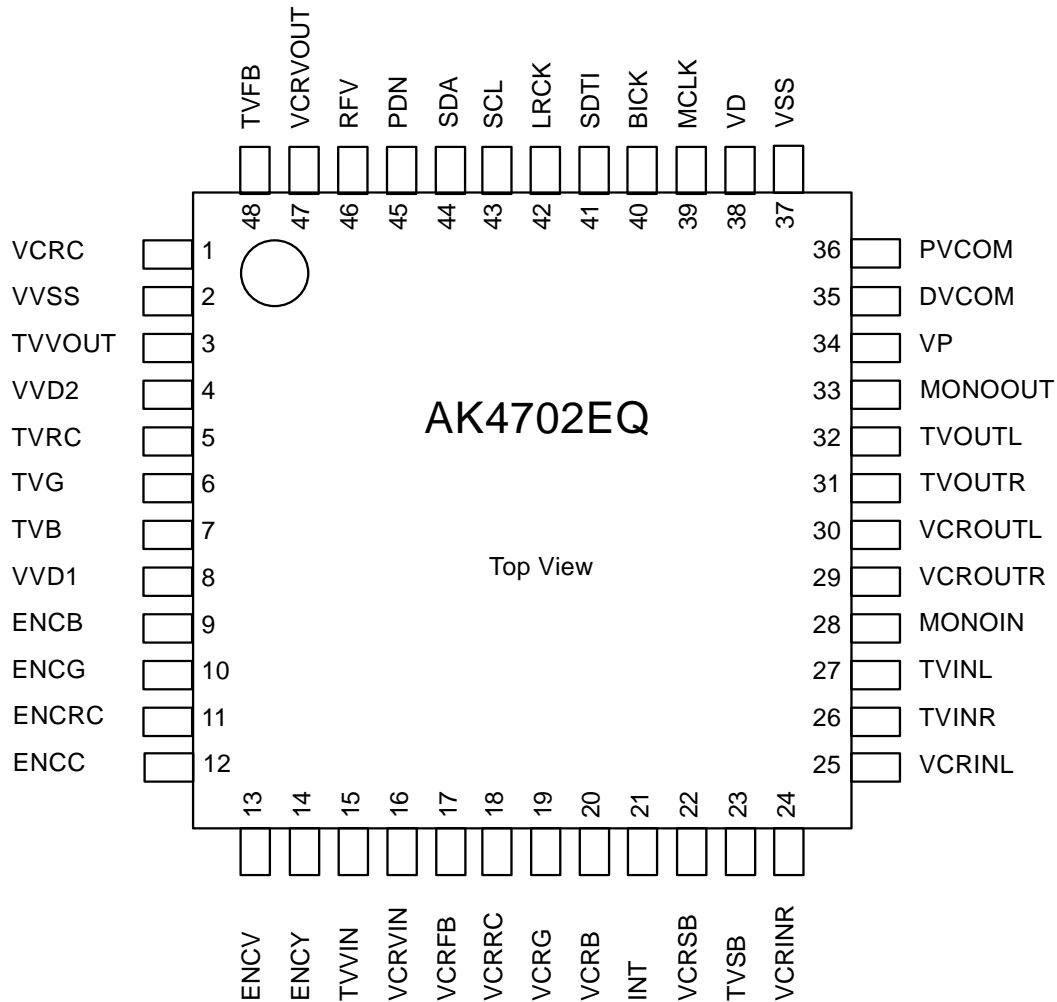 TVFB VCRVOUT RFV PDN SDA SCL LRCK SDTI BICK MCLK VD VSS
48 47 46 45 44 43 42 41 40 39 38 37
VCRC 1 36 PVCOM
VVSS 2 35 DVCOM
TVVOUT 3 34 VP
VVD2 4 33 MONOOUT
AK4702EQ
TVRC 5 32 TVOUTL
TVG 6 31 TVOUTR
TVB 7 30 VCROUTL
Top View
VVD1 8 29 VCROUTR
ENCB 9 28 MONOIN
ENCG 10 27 TVINL
ENCRC 11 26 TVINR
ENCC 12 25 VCRINL
13 14 15 16 17 18 19 20 21 22 23 24
ENCV ENCY TVVIN VCRVIN VCRFB VCRRC VCRG VCRB INT VCRSB TVSB VCRINR